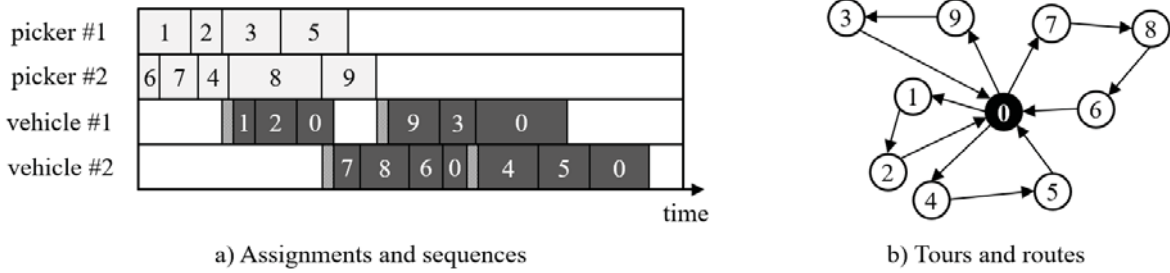 picker #1 1 2 3 5
picker #2 6 7 4 8 9
vehicle #1 1 2 0 9 3 0
vehicle #2 7 8 6 0 4 5 0
time
a) Assignments and sequences
3 9 7 8
1 0 6
2 4 5
b) Tours and routes